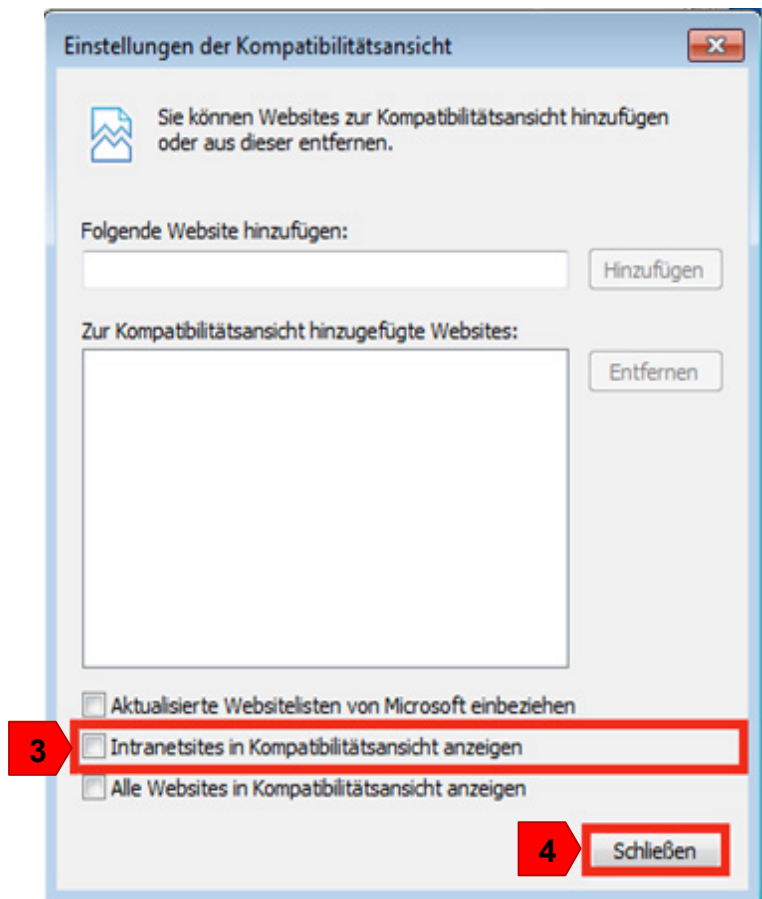 Einstellungen der Kompatibilitätsansicht
Sie können Websites zur Kompatibilitätsansicht hinzufügen
oder aus dieser entfernen.
Folgende Website hinzufügen:
Hinzufügen
Zur Kompatibilitätsansicht hinzugefügte Websites:
Entfernen
Aktualisierte Websitelisten von Microsoft einbeziehen
3 Intranetsites in Kompatibilitätsansicht anzeigen
Alle Websites in Kompatibilitätsansicht anzeigen
4 Schließen